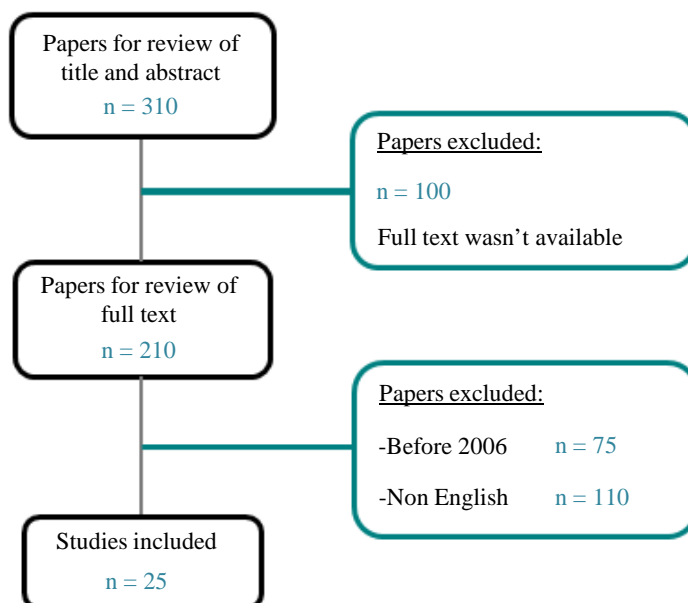 Papers for review of
title and abstract
n = 310
Papers excluded:
n = 100
Full text wasn’t available
Papers for review of
full text
n = 210
Papers excluded:
-Before 2006 n = 75
-Non English n = 110
Studies included
n = 25